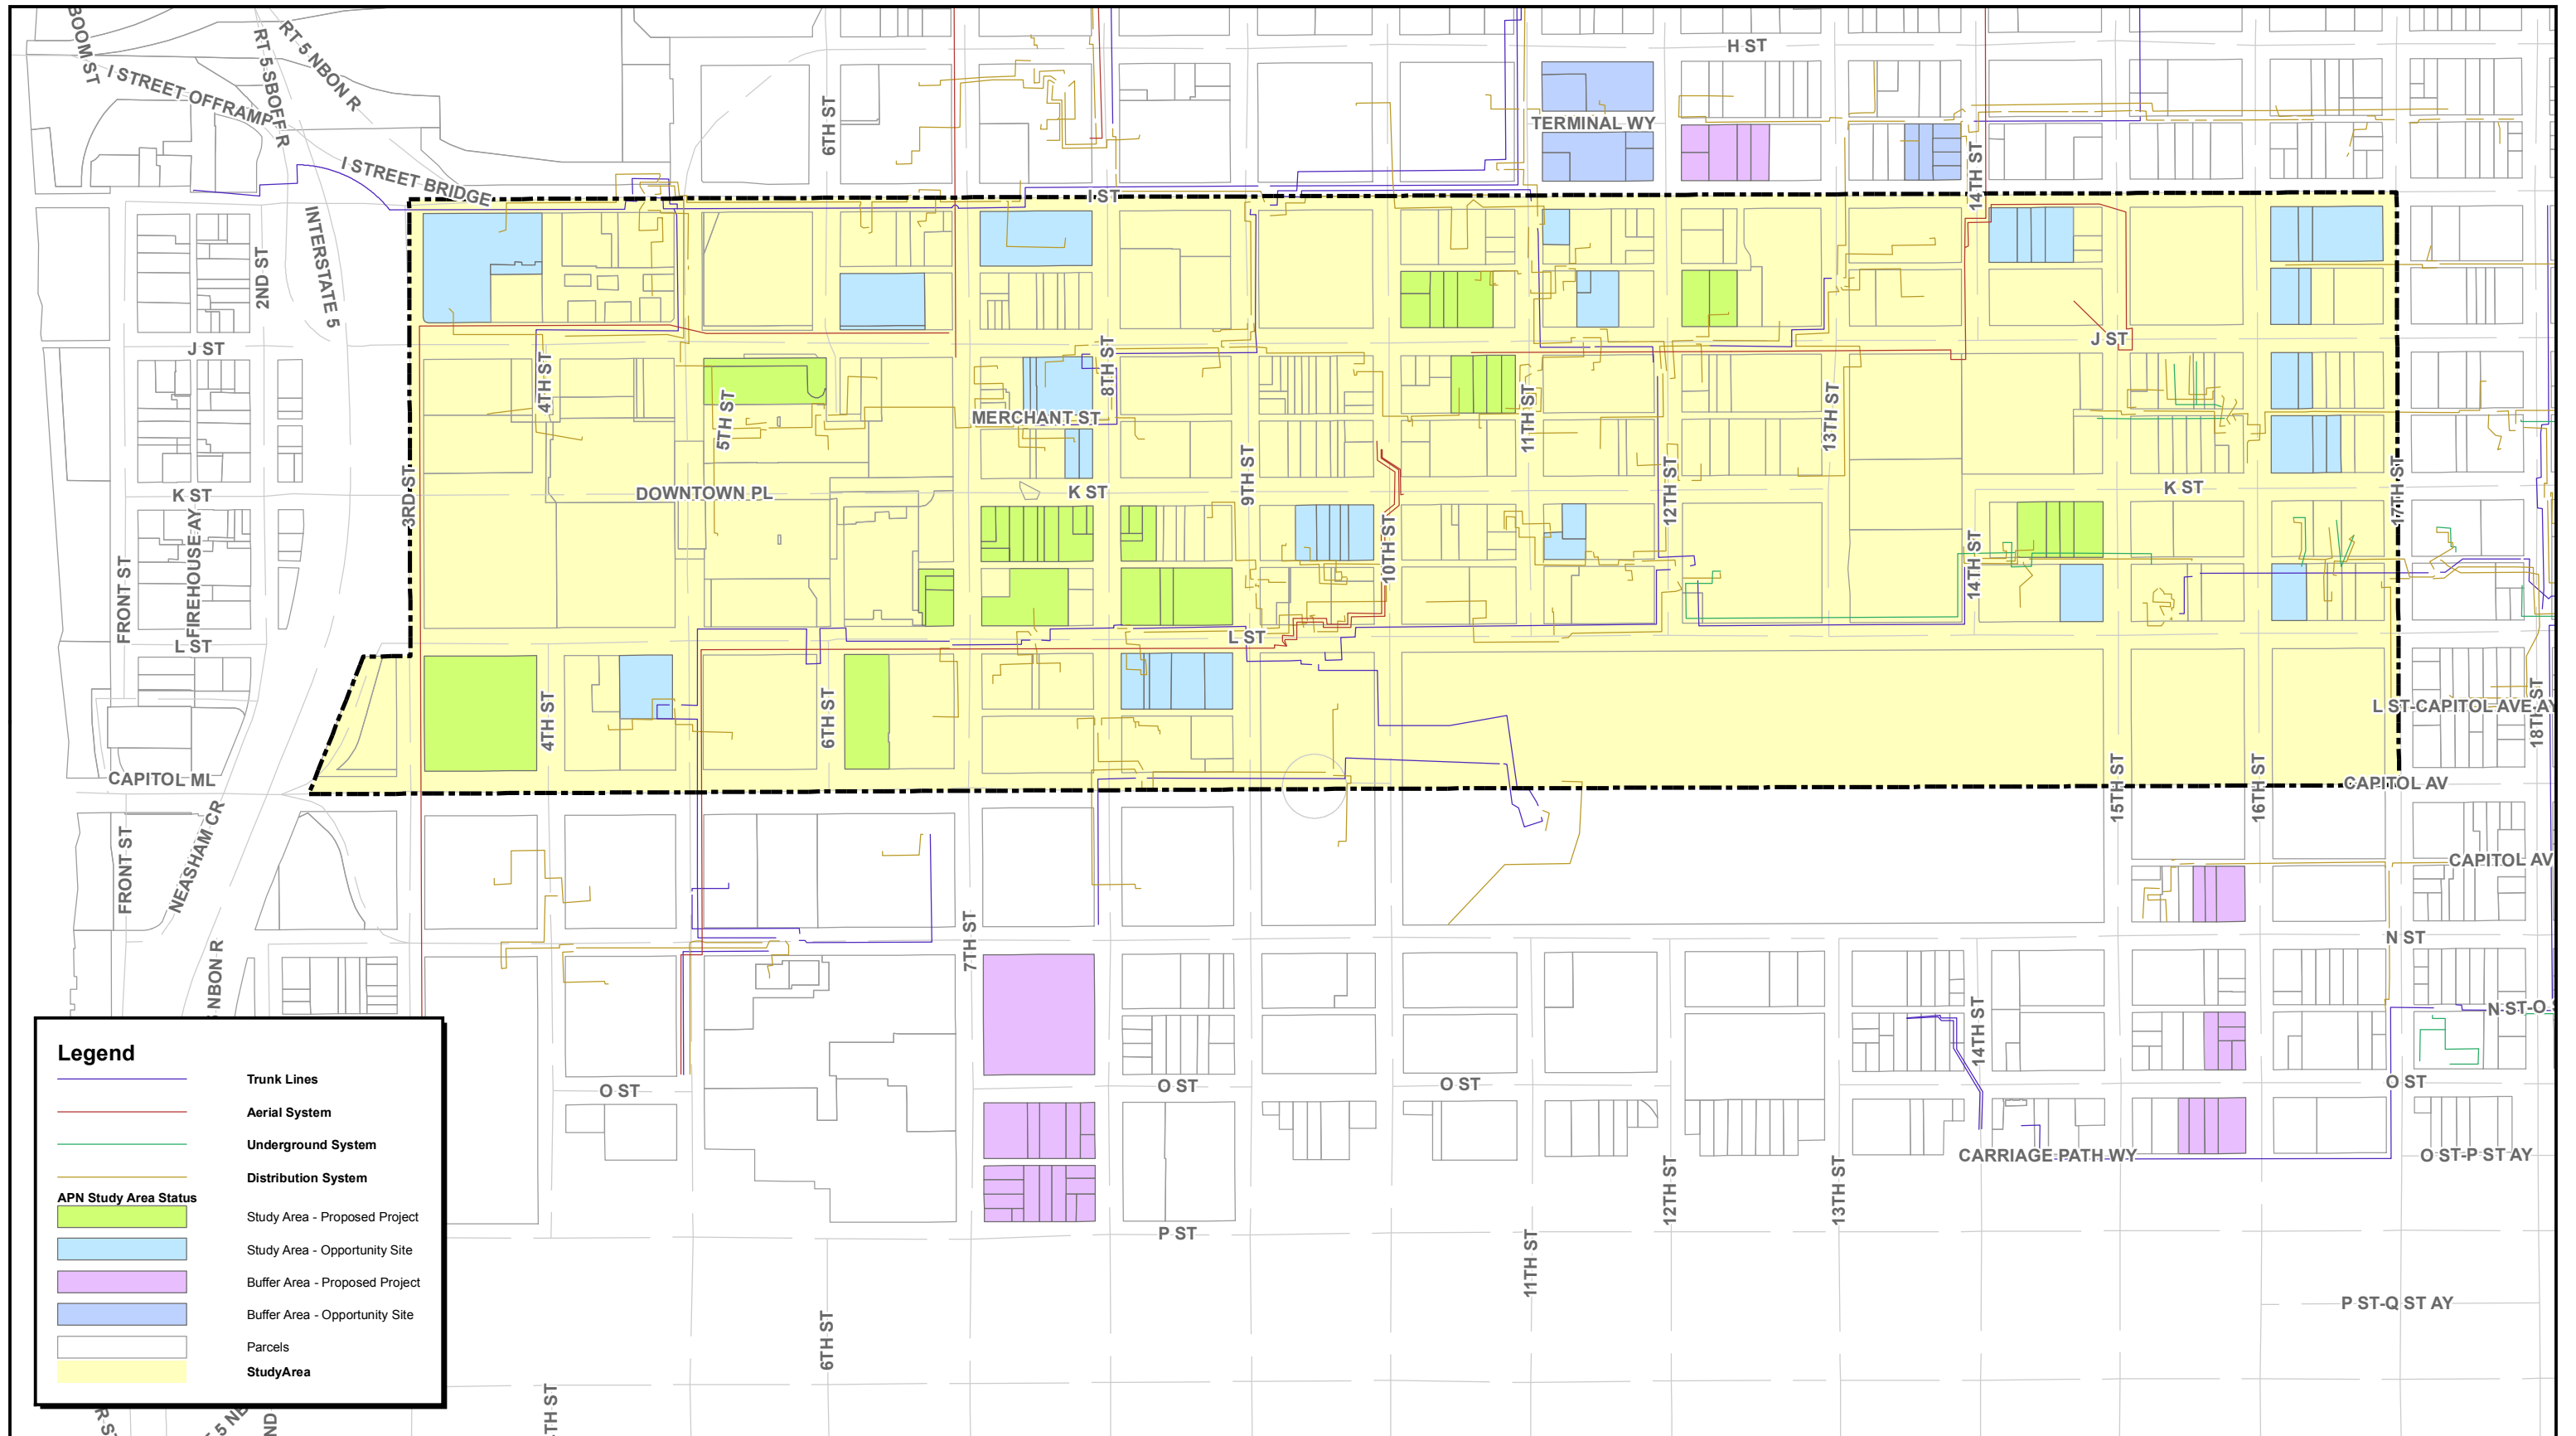 BOOM ST
I STREET OFFRAMP
RT 5 SBOFF R
RT 5 NBON R
I STREET BRIDGE
INTERSTATE 5
6TH ST
H ST
TERMINAL WY
14TH ST
I ST
2ND ST
J ST
4TH ST
5TH ST
8TH ST
MERCHANT ST
11TH ST
13TH ST
J ST
K ST
3RD ST
DOWNTOWN PL
K ST
9TH ST
10TH ST
12TH ST
K ST
17TH ST
FIREHOUSE AY
FRONT ST
L ST
14TH ST
L ST
4TH ST
6TH ST
L ST-CAPITOL AVE AY
18TH ST
CAPITOL ML
15TH ST
16TH ST
CAPITOL AV
NEASHAM CR
FRONT ST
CAPITOL AV
NBON R
7TH ST
N ST
N ST-O S
14TH ST
O ST
O ST
O ST
O ST
CARRIAGE PATH WY
O ST-P ST AY
12TH ST
13TH ST
P ST
11TH ST
6TH ST
P ST-Q ST AY
TH ST
R S
5 NB
ND
Legend
Trunk Lines
Aerial System
Underground System
Distribution System
APN Study Area Status
Study Area - Proposed Project
Study Area - Opportunity Site
Buffer Area - Proposed Project
Buffer Area - Opportunity Site
Parcels
StudyArea